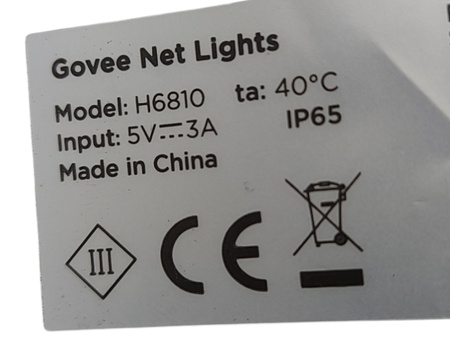 Govee Net Lights
Model: H6810 ta: 40°C
Input: 5V⎓3A IP65
Made in China
III
CE